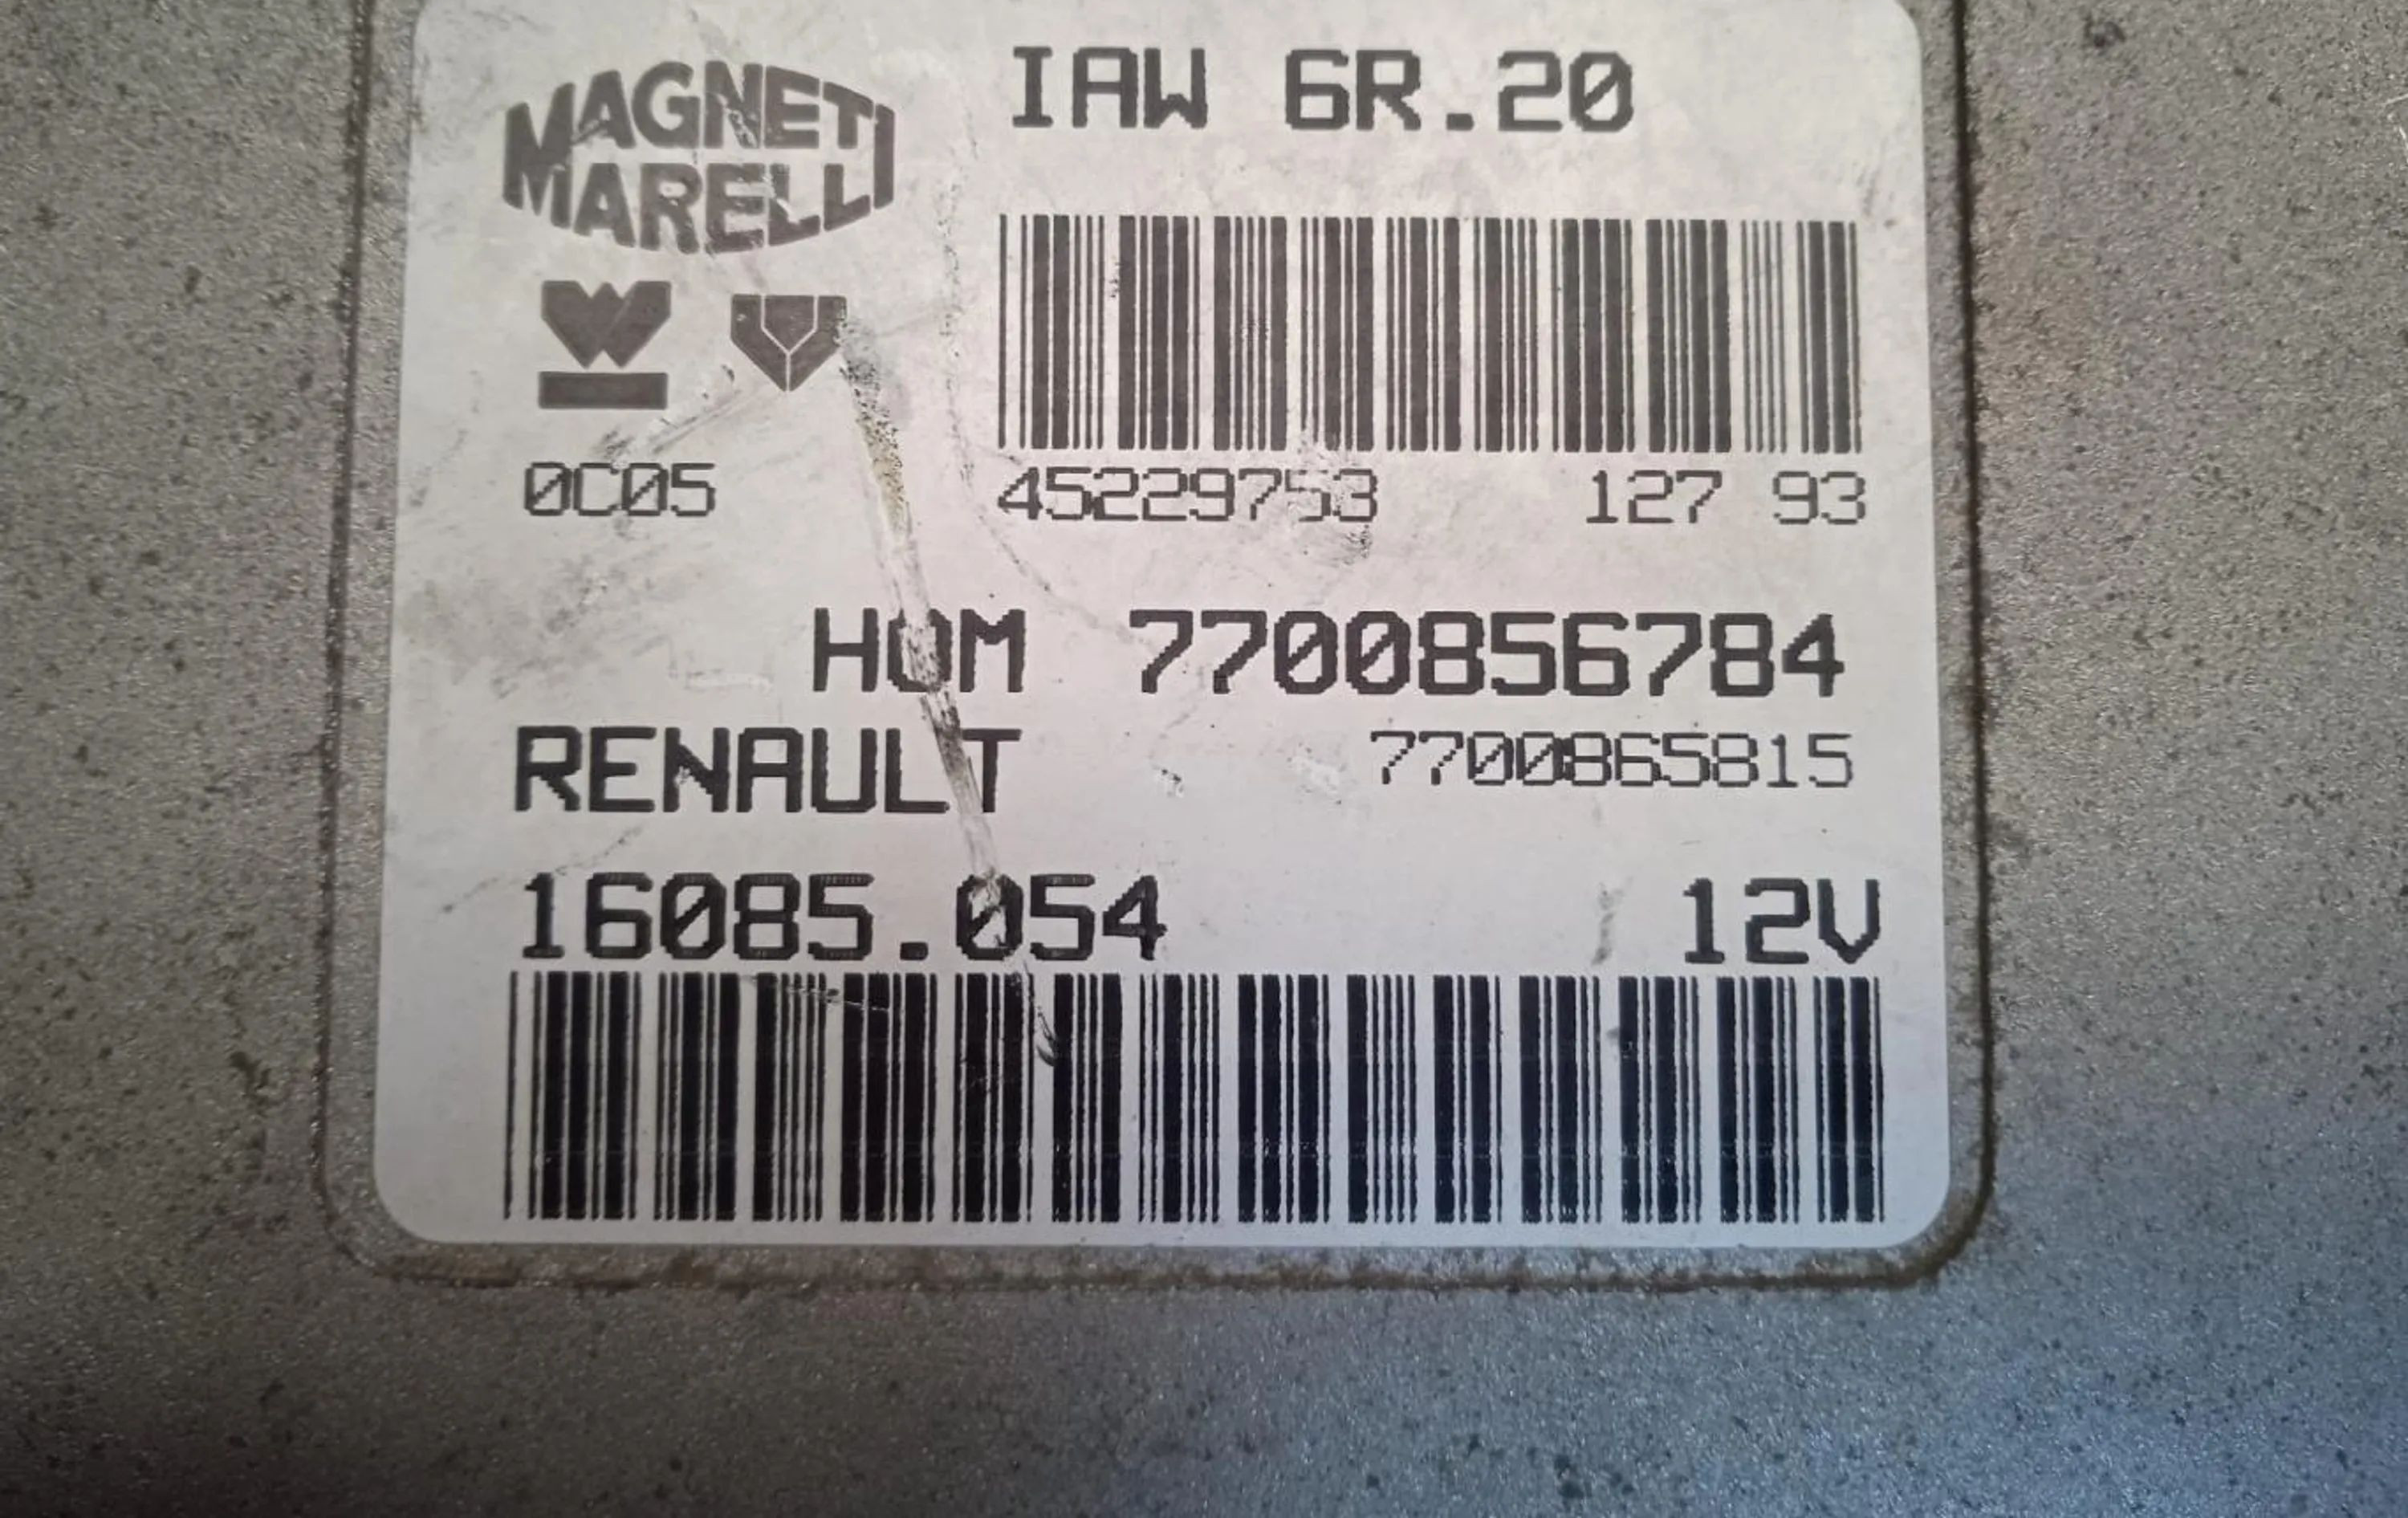 MAGNETI
MARELLI
IAW 6R.20
0C05
45229753 127 93
HOM 7700856784
RENAULT 7700865815
16085.054 12V